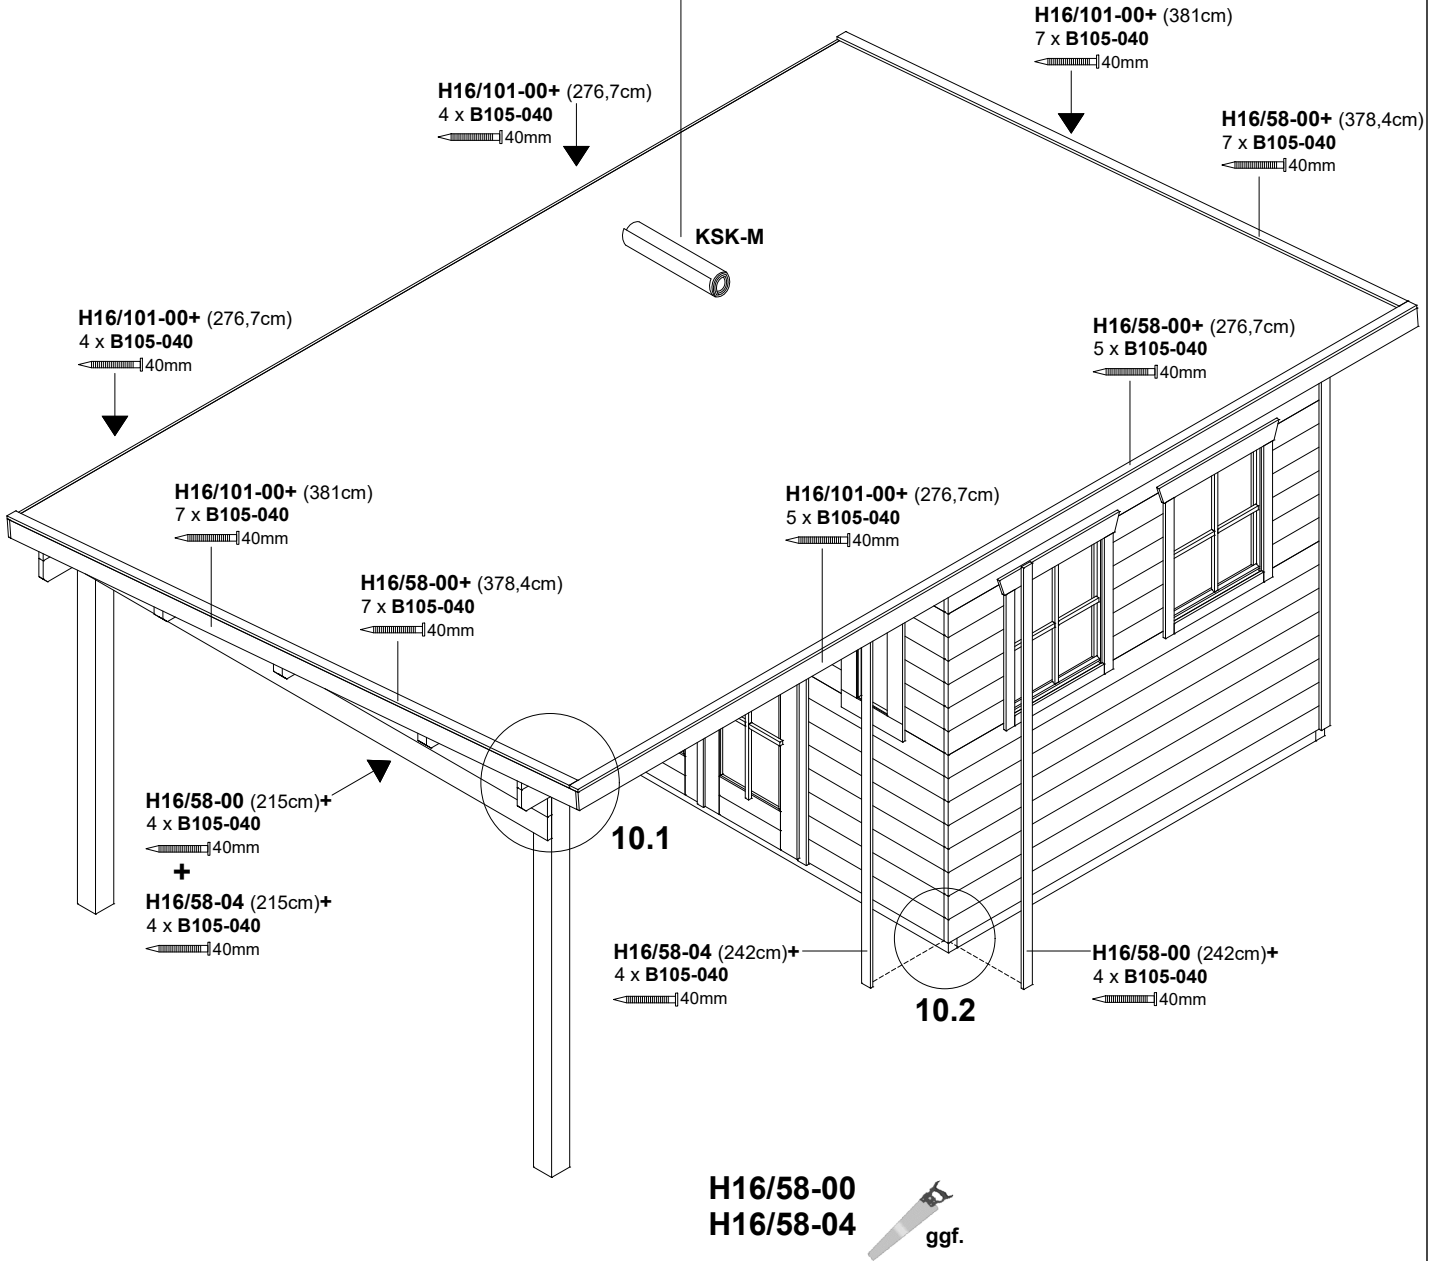 H16/101-00+ (381cm)
7 x B105-040
40mm
H16/101-00+ (276,7cm)
4 x B105-040
40mm
H16/58-00+ (378,4cm)
7 x B105-040
40mm
KSK-M
H16/101-00+ (276,7cm)
4 x B105-040
40mm
H16/58-00+ (276,7cm)
5 x B105-040
40mm
H16/101-00+ (381cm)
7 x B105-040
40mm
H16/101-00+ (276,7cm)
5 x B105-040
40mm
H16/58-00+ (378,4cm)
7 x B105-040
40mm
H16/58-00 (215cm)+
4 x B105-040
40mm
+
H16/58-04 (215cm)+
4 x B105-040
40mm
10.1
H16/58-04 (242cm)+
4 x B105-040
40mm
10.2
H16/58-00 (242cm)+
4 x B105-040
40mm
H16/58-00
H16/58-04
ggf.